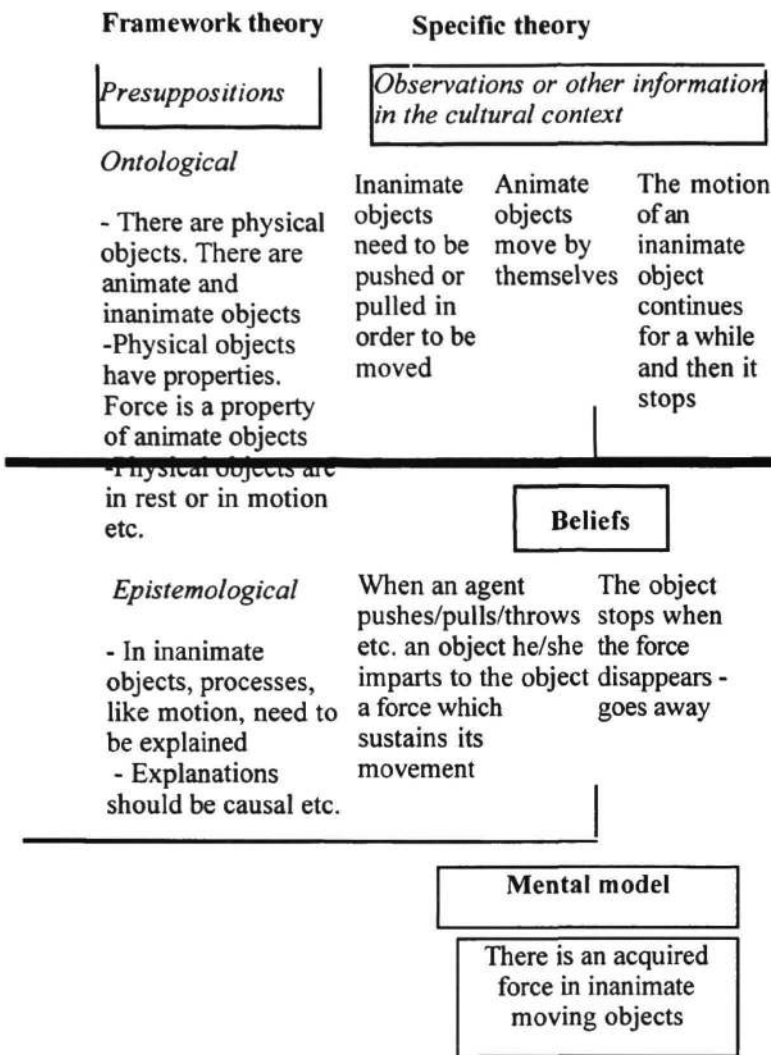 Framework theory
Presuppositions
Ontological
- There are physical
objects. There are
animate and
inanimate objects
-Physical objects
have properties.
Force is a property
of animate objects
-Physical objects are
in rest or in motion
etc.
Epistemological
- In inanimate
objects, processes,
like motion, need to
be explained
- Explanations
should be causal etc.
Specific theory
Observations or other information
in the cultural context
Inanimate
objects
need to be
pushed or
pulled in
order to be
moved
Animate
objects
move by
themselves
The motion
of an
inanimate
object
continues
for a while
and then it
stops
Beliefs
When an agent
pushes/pulls/throws
etc. an object he/she
imparts to the object
a force which
sustains its
movement
The object
stops when
the force
disappears -
goes away
Mental model
There is an acquired
force in inanimate
moving objects